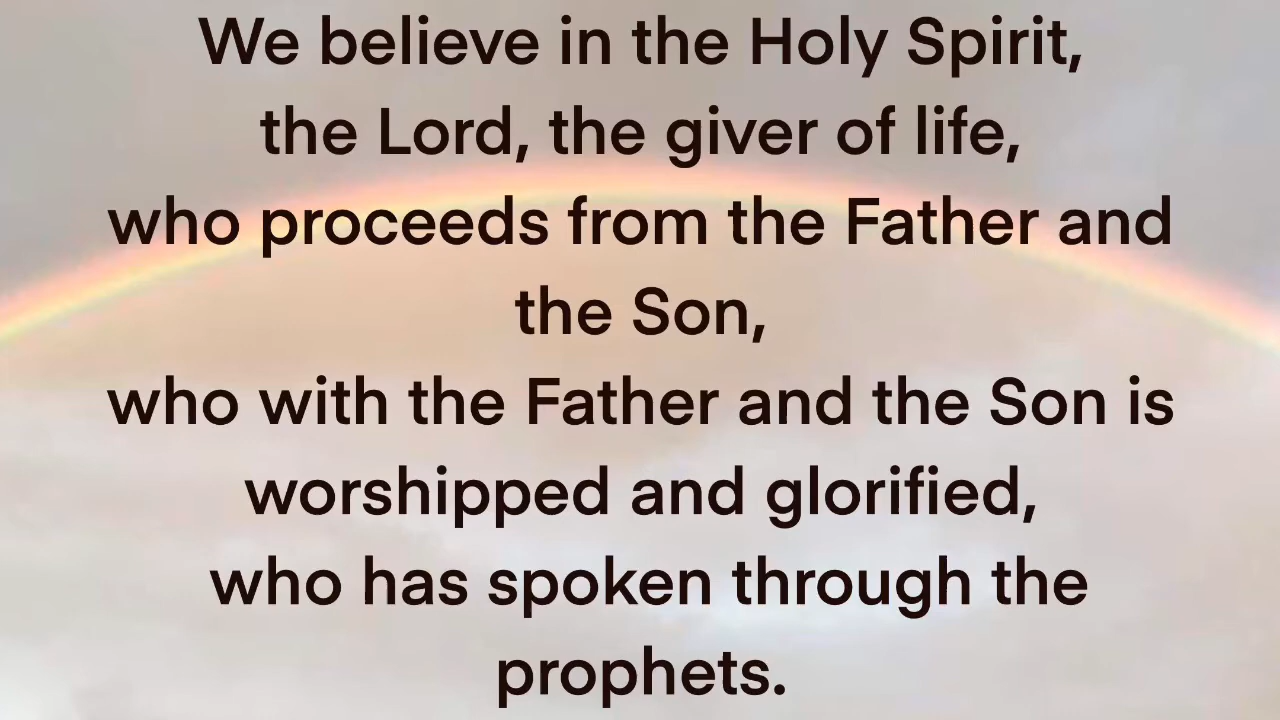 We believe in the Holy Spirit,
the Lord, the giver of life,
who proceeds from the Father and
the Son,
who with the Father and the Son is
worshipped and glorified,
who has spoken through the
prophets.